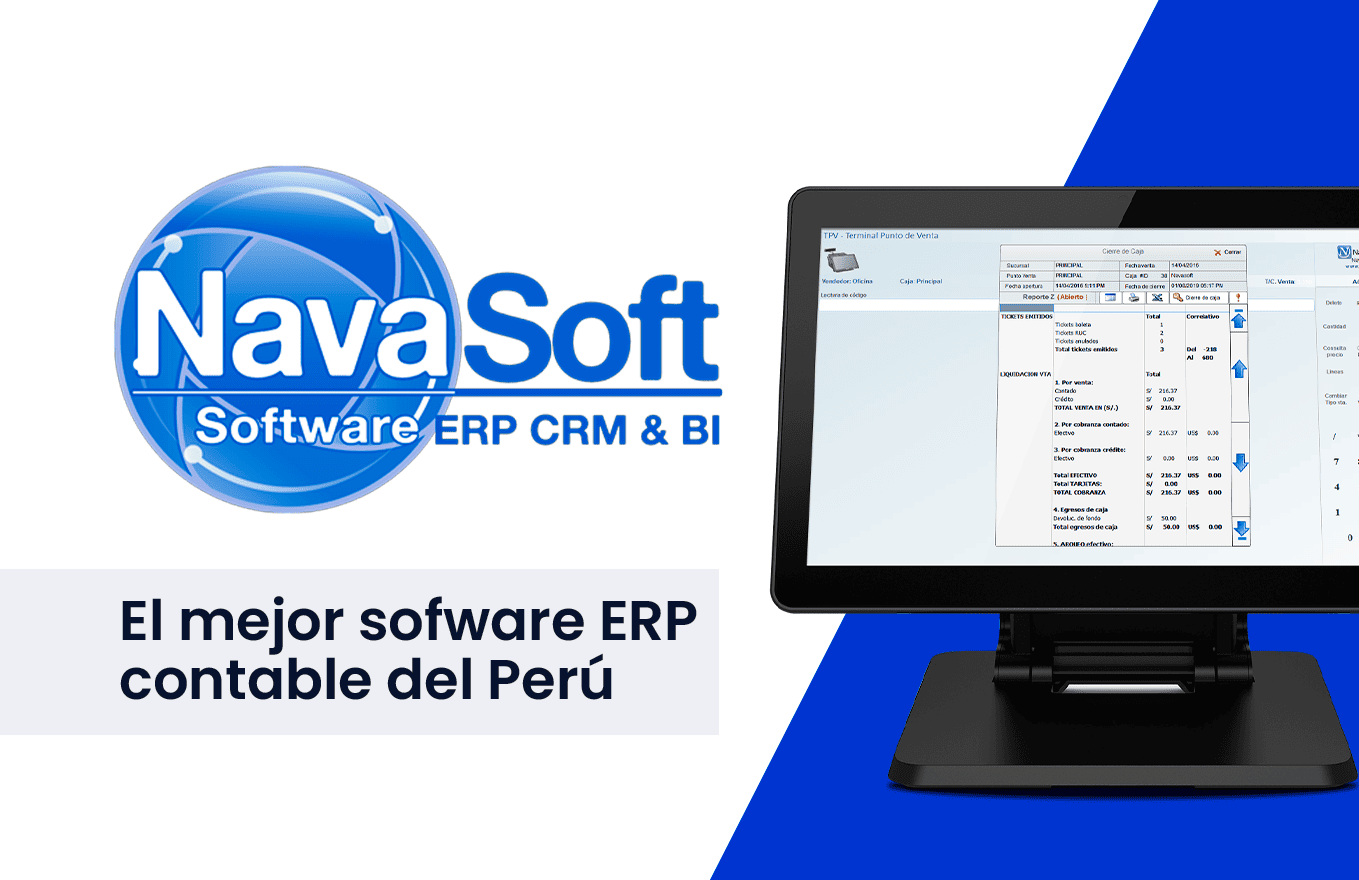 NavaSoft
Software ERP CRM & BI
El mejor sofware ERP
contable del Perú
TPV - Terminal Punto de Venta
Vendedor: Oficina Caja: Principal
Lectura de código
Cierre de Caja Cerrar
Sucursal PRINCIPAL Fecha venta 14/04/2016
Punto Venta PRINCIPAL Caja #ID 38 Navasoft
Fecha apertura 14/04/2016 1:11 PM Fecha de cierre
Reporte Z (Abierto) Cierre de caja
TICKETS EMITIDOS Total Correlativo
Tickets boleta 1
Tickets RUC 2
Tickets anulados 0
Total tickets emitidos 3 Del -218
Al 600
LIQUIDACION VTA Total
1. Por venta:
Contado S/ 216.37
Crédito S/ 0.00
TOTAL VENTA EN (S/.) S/ 216.37
2. Por cobranza contado:
Efectivo S/ 216.37 US$ 0.00
3. Por cobranza crédito:
Efectivo S/ 0.00 US$ 0.00
Total EFECTIVO S/ 216.37 US$ 0.00
Total TARJETAS: S/ 0.00
TOTAL COBRANZA S/ 216.37 US$ 0.00
4. Egresos de caja
Devoluc. de fondo S/ 50.00
Total egresos de caja S/ 50.00 US$ 0.00
5. ARQUEO efectivo:
T/C. Venta
Cantidad
Consulta
precio
Lineas
Cambiar
Tipo vta.
/
7
4
1
0